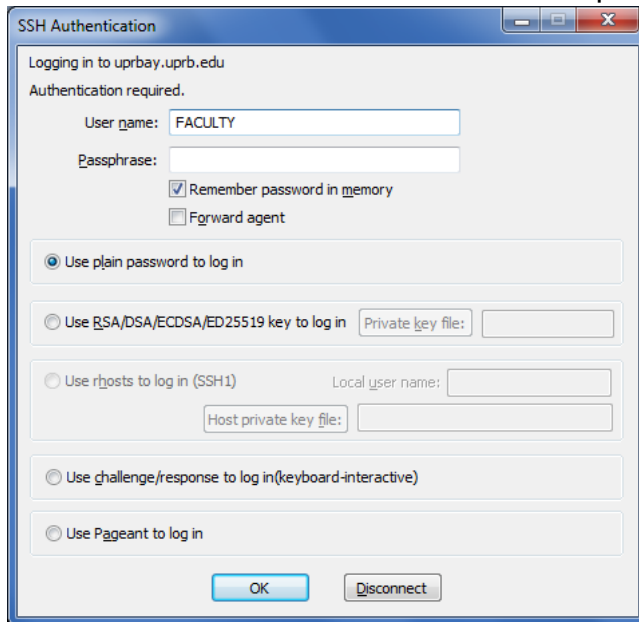 SSH Authentication
Logging in to uprbay.uprb.edu
Authentication required.
User name: FACULTY
Passphrase:
Remember password in memory
Forward agent
Use plain password to log in
Use RSA/DSA/ECDSA/ED25519 key to log in Private key file:
Use rhosts to log in (SSH1) Local user name:
Host private key file:
Use challenge/response to log in(keyboard-interactive)
Use Pageant to log in
OK Disconnect